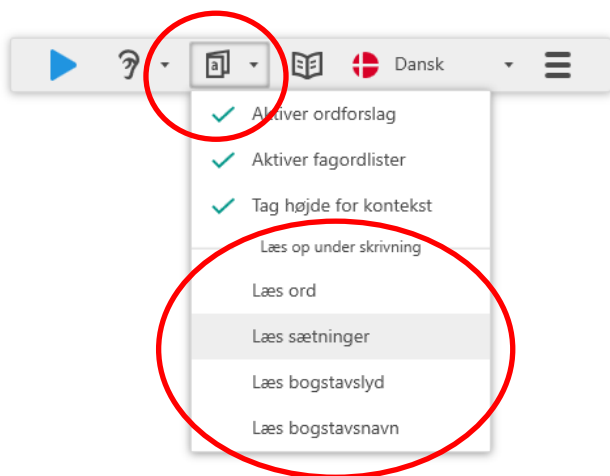 a
Dansk
Aktiver ordforslag
Aktiver fagordlister
Tag højde for kontekst
Læs op under skrivning
Læs ord
Læs sætninger
Læs bogstavslyd
Læs bogstavsnavn